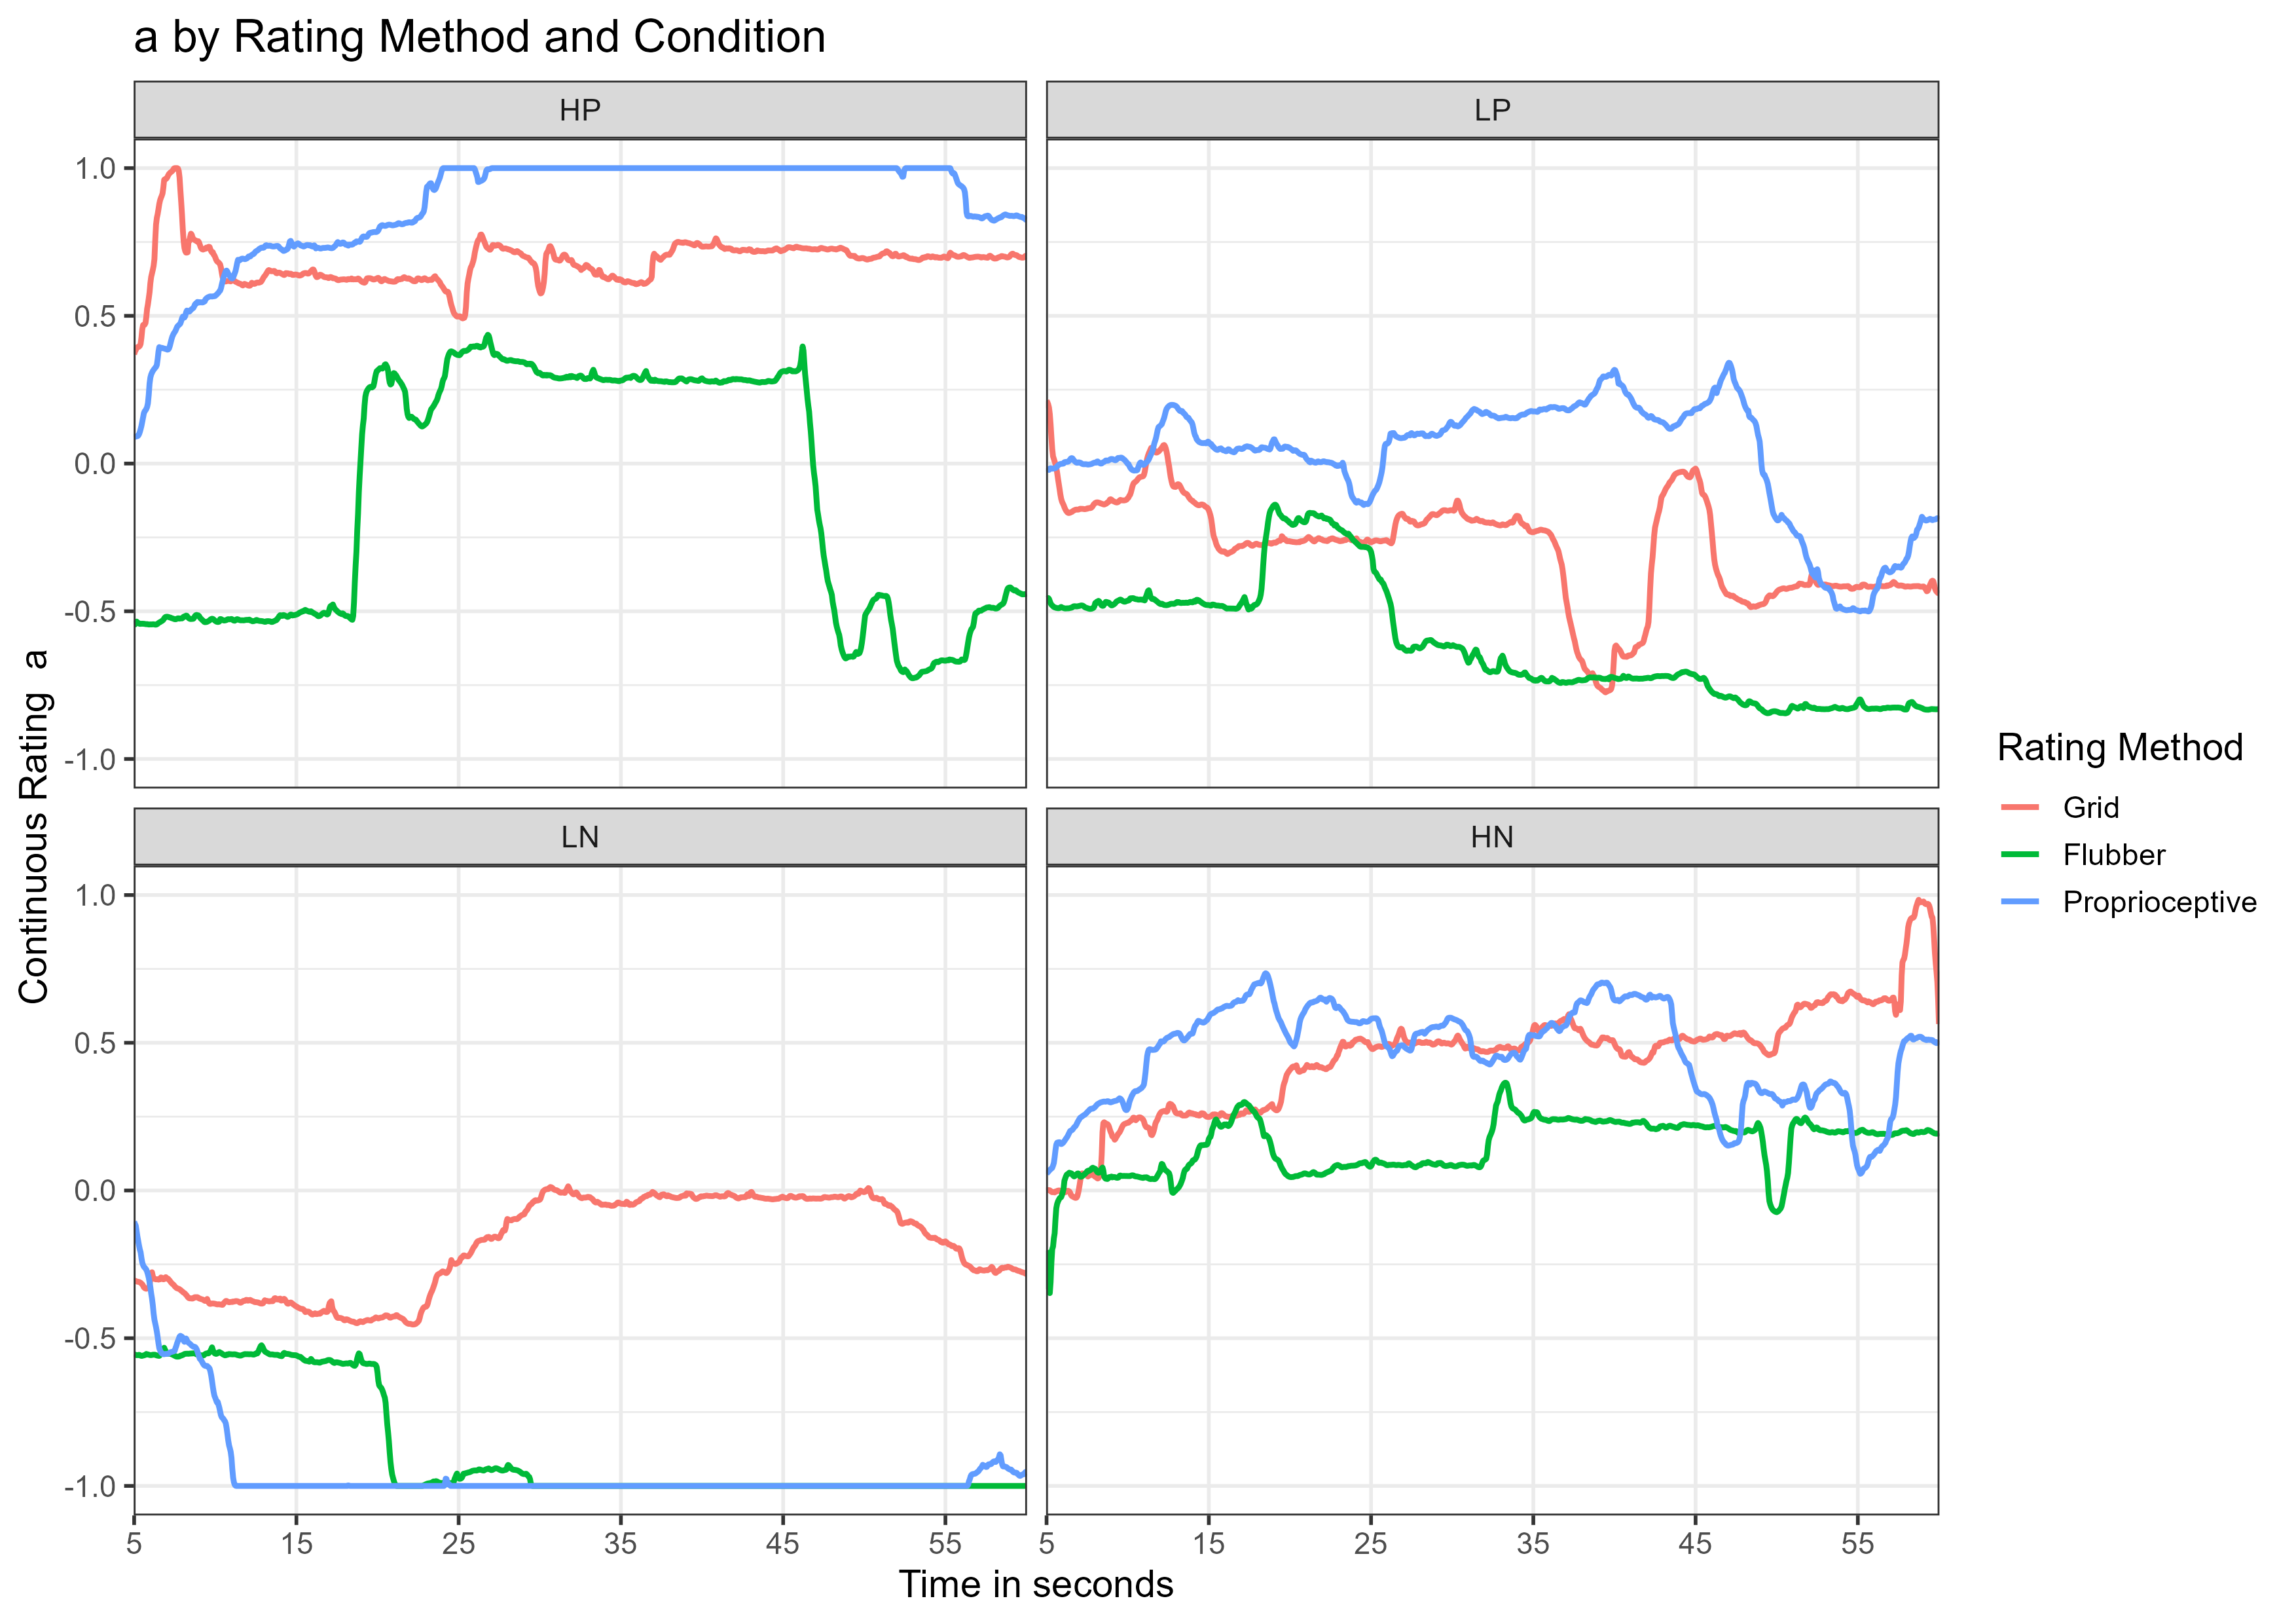 a by Rating Method and Condition
HP
LP
1.0
0.5
0.0
-0.5
-1.0
LN
HN
1.0
0.5
0.0
-0.5
-1.0
5 15 25 35 45 55
5 15 25 35 45 55
Time in seconds
Continuous Rating a
Rating Method
Grid
Flubber
Proprioceptive